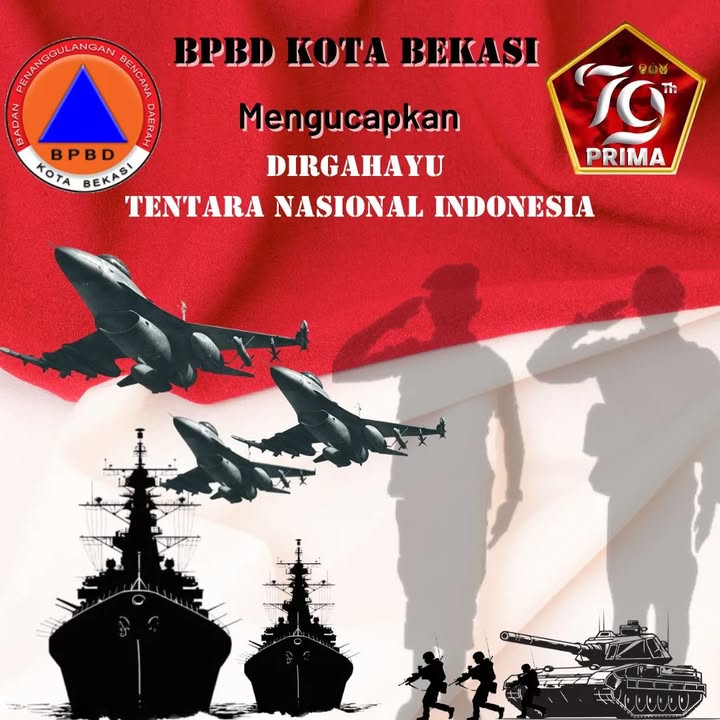 BPBD KOTA BEKASI
Mengucapkan
DIRGAHAYU
TENTARA NASIONAL INDONESIA
BADAN PENANGGULANGAN BENCANA DAERAH
BPBD
KOTA BEKASI
79Th
PRIMA